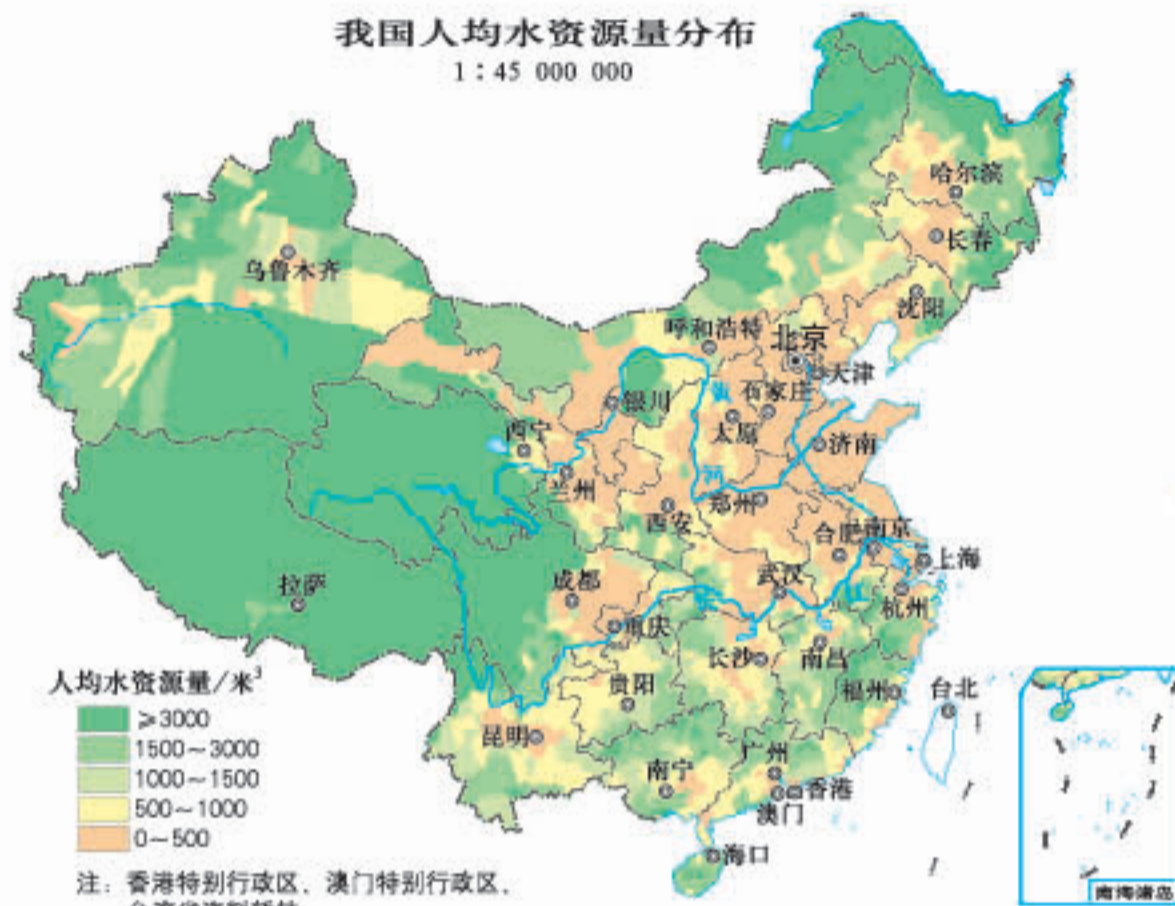 我国人均水资源量分布
1:45 000 000
哈尔滨
长春
乌鲁木齐
沈阳
呼和浩特
北京
天津
银川
石家庄
太原
西宁
济南
兰州
黄
河
郑州
西安
合肥
南京
上海
拉萨
成都
武汉
杭州
重庆
长
江
长沙
南昌
贵阳
福州
台北
昆明
广州
南宁
香港
澳门
海口
人均水资源量/米³
≥3000
1500~3000
1000~1500
500~1000
0~500
南海诸岛
注: 香港特别行政区、澳门特别行政区、